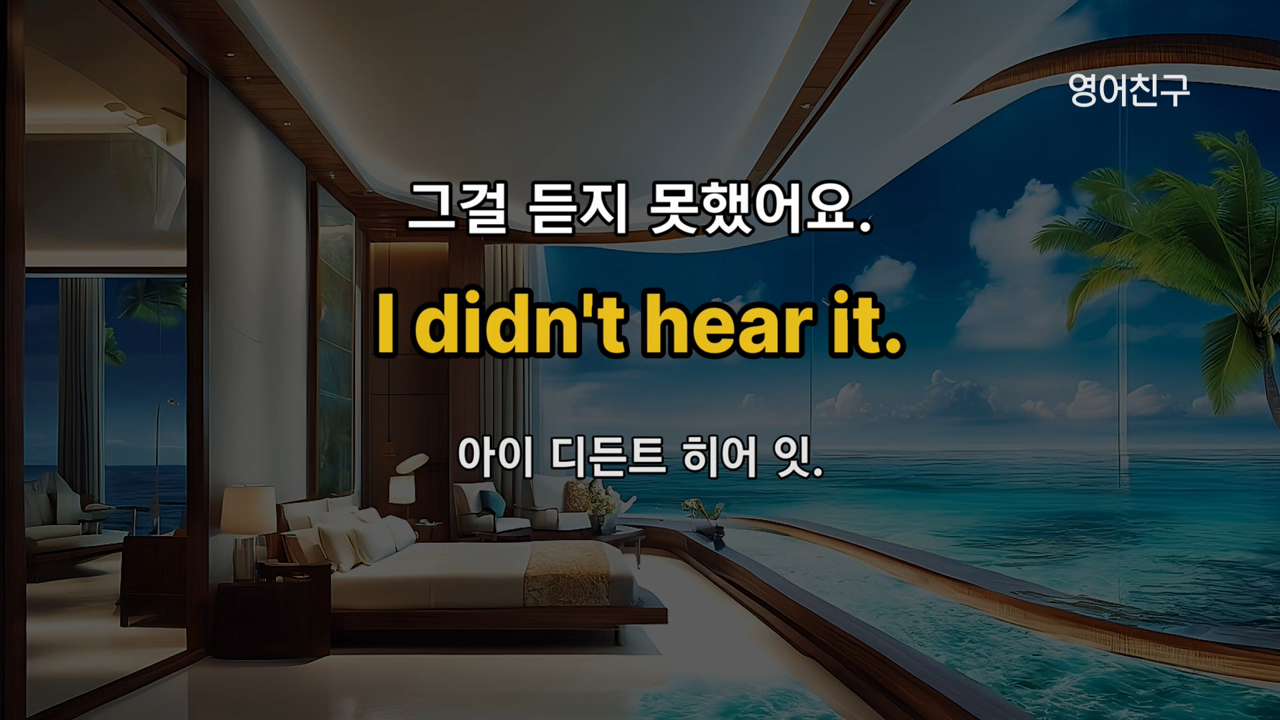 영어친구
그걸 듣지 못했어요.
I didn't hear it.
아이 디든트 히어 잇.